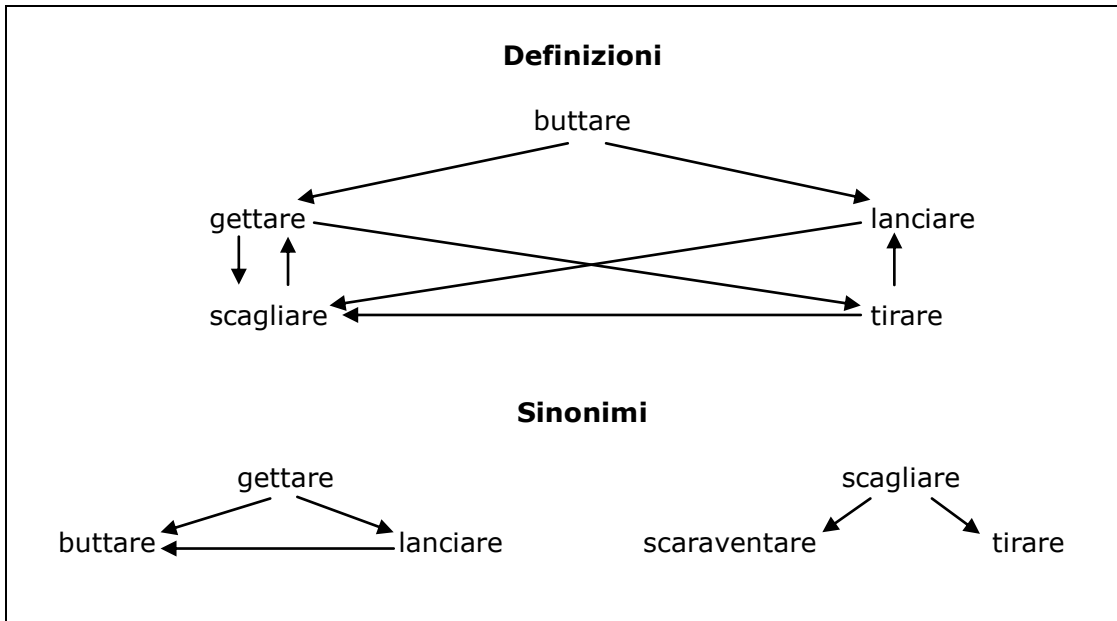 Definizioni
buttare
gettare lanciare
scagliare tirare
Sinonimi
gettare scagliare
buttare lanciare scaraventare tirare